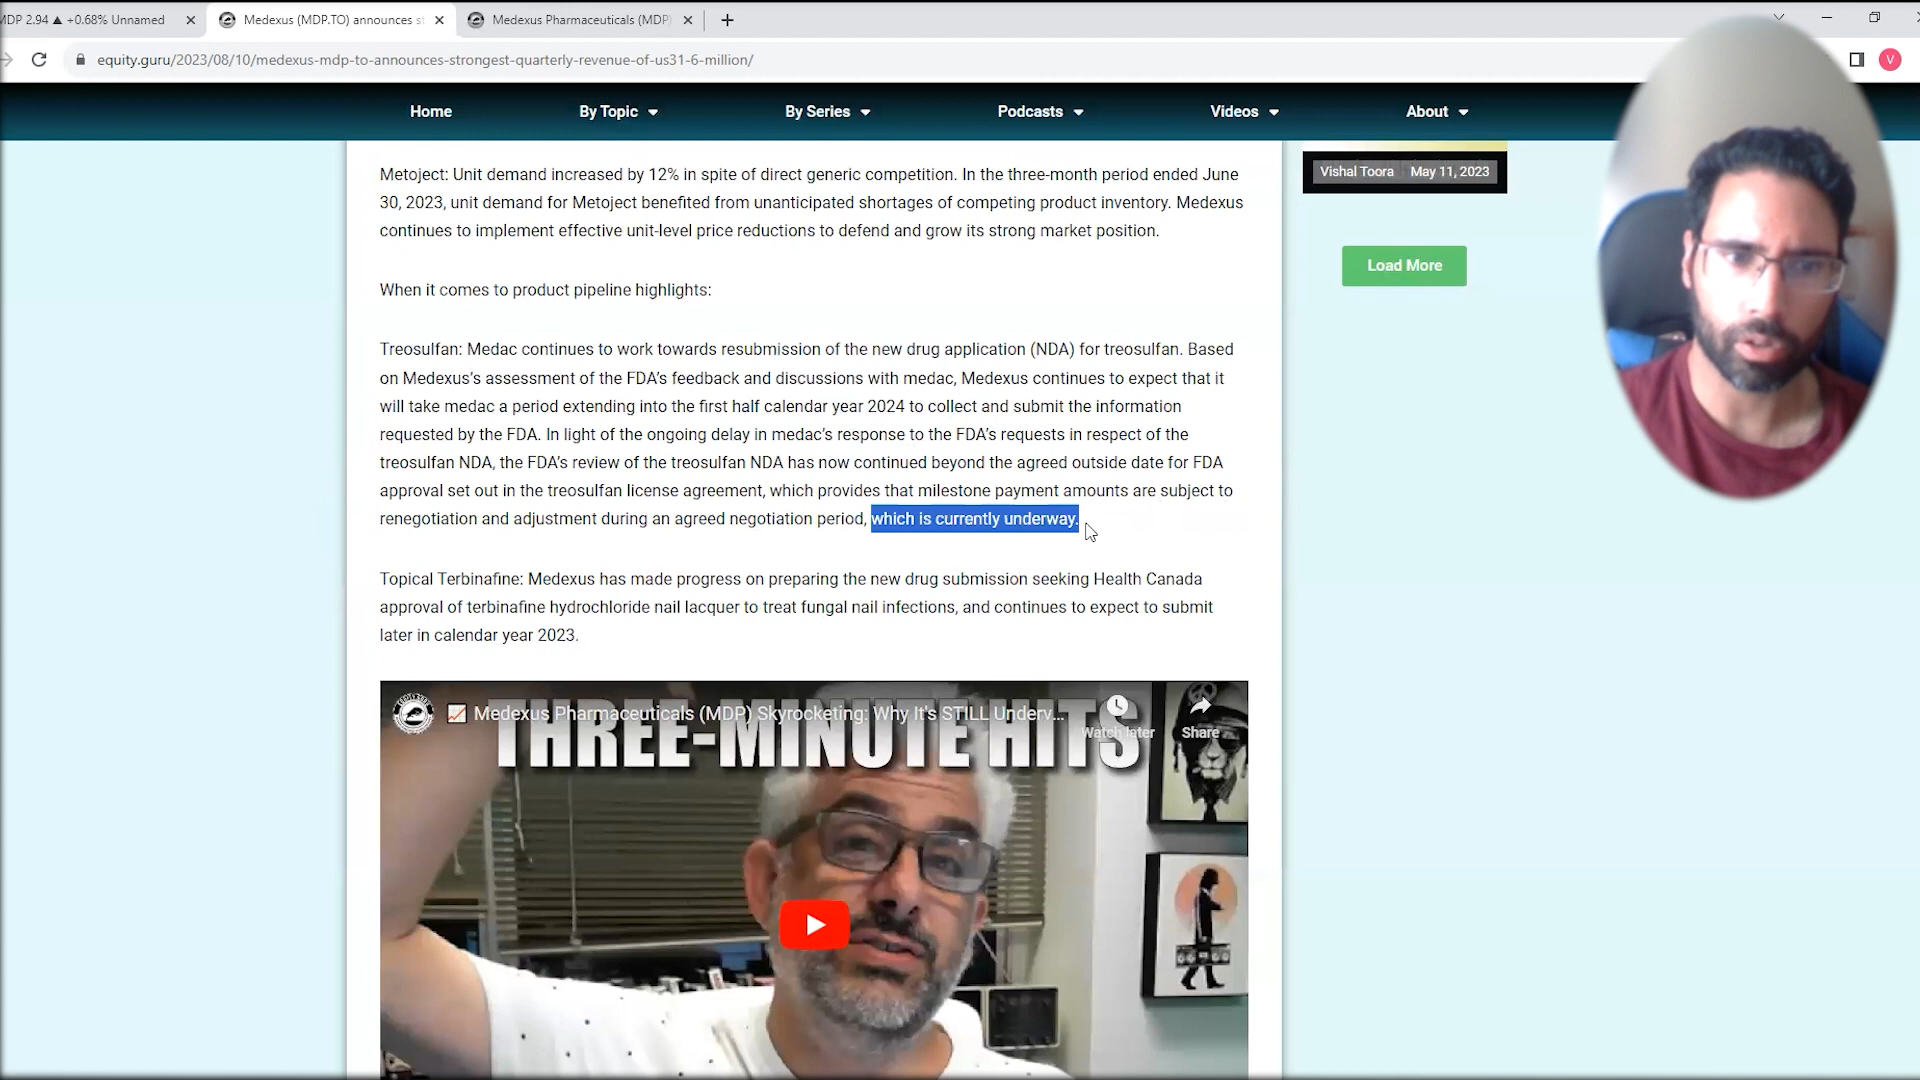 MDP 2.94 ▲ +0.68% Unnamed
Medexus (MDP.TO) announces st
Medexus Pharmaceuticals (MDP)
equity.guru/2023/08/10/medexus-mdp-to-announces-strongest-quarterly-revenue-of-us31-6-million/
V
Home By Topic By Series Podcasts Videos About
Metoject: Unit demand increased by 12% in spite of direct generic competition. In the three-month period ended June
30, 2023, unit demand for Metoject benefited from unanticipated shortages of competing product inventory. Medexus
continues to implement effective unit-level price reductions to defend and grow its strong market position.
When it comes to product pipeline highlights:
Treosulfan: Medac continues to work towards resubmission of the new drug application (NDA) for treosulfan. Based
on Medexus's assessment of the FDA's feedback and discussions with medac, Medexus continues to expect that it
will take medac a period extending into the first half calendar year 2024 to collect and submit the information
requested by the FDA. In light of the ongoing delay in medac's response to the FDA's requests in respect of the
treosulfan NDA, the FDA's review of the treosulfan NDA has now continued beyond the agreed outside date for FDA
approval set out in the treosulfan license agreement, which provides that milestone payment amounts are subject to
renegotiation and adjustment during an agreed negotiation period, which is currently underway.
Topical Terbinafine: Medexus has made progress on preparing the new drug submission seeking Health Canada
approval of terbinafine hydrochloride nail lacquer to treat fungal nail infections, and continues to expect to submit
later in calendar year 2023.
Vishal Toora May 11, 2023
Load More
Medexus Pharmaceuticals (MDP) Skyrocketing: Why It's STILL Underv...
THREE-MINUTE HITS
Watch later
Share